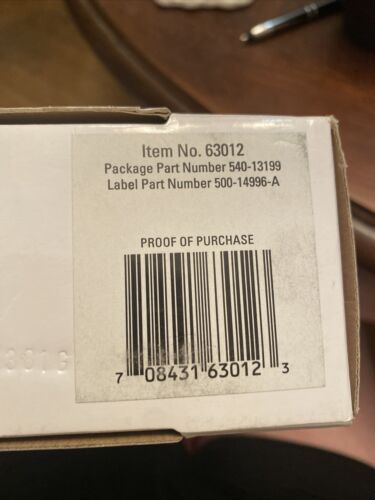 Item No. 63012
Package Part Number 540-13199
Label Part Number 500-14996-A
PROOF OF PURCHASE
7 08431 63012 3